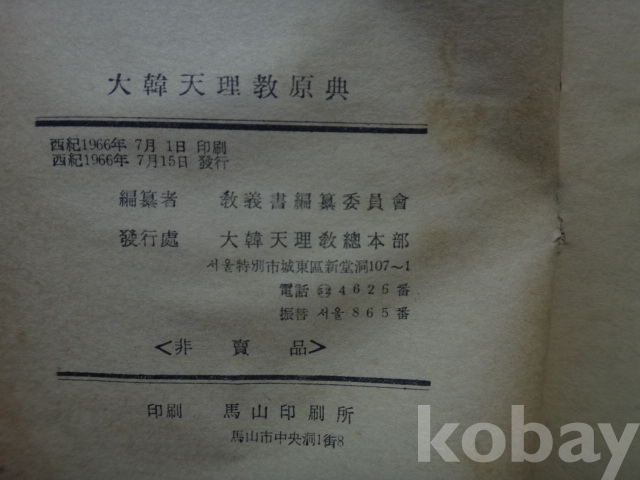 大韓天理敎原典
西紀1966年 7月 1日 印刷
西紀1966年 7月15日 發行
編纂者 敎義書編纂委員會
發行處 大韓天理敎總本部
서울特別市城東區新堂洞107~1
電話 4626番
振替 서울 865番
<非賣品>
印刷 馬山印刷所
馬山市中央洞1街8
kobay